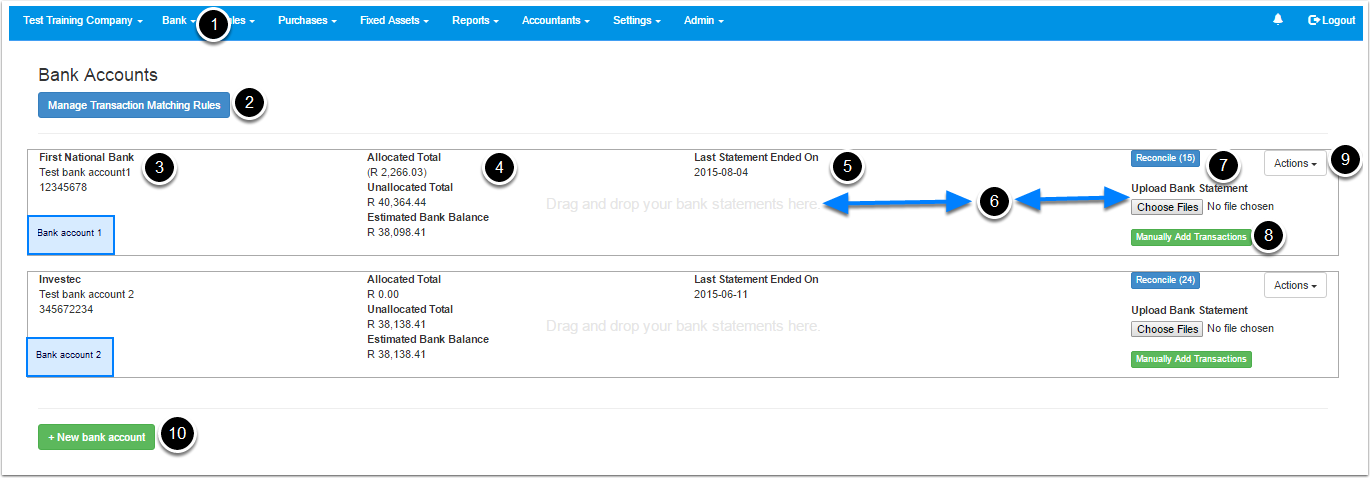 Test Training Company Bank les Purchases Fixed Assets Reports Accountants Settings Admin Logout
1
Bank Accounts
Manage Transaction Matching Rules 2
First National Bank
Test bank account1
12345678
3
Bank account 1
Allocated Total
(R 2,266.03)
Unallocated Total
R 40,364.44
Estimated Bank Balance
R 38,098.41
4
Last Statement Ended On
2015-08-04
5
Drag and drop your bank statements here.
6
Reconcile (15) 7
Actions 9
Upload Bank Statement
Choose Files No file chosen
Manually Add Transactions 8
Investec
Test bank account 2
345672234
Bank account 2
Allocated Total
R 0.00
Unallocated Total
R 38,138.41
Estimated Bank Balance
R 38,138.41
Last Statement Ended On
2015-06-11
Drag and drop your bank statements here.
Reconcile (24)
Actions
Upload Bank Statement
Choose Files No file chosen
Manually Add Transactions
+ New bank account 10